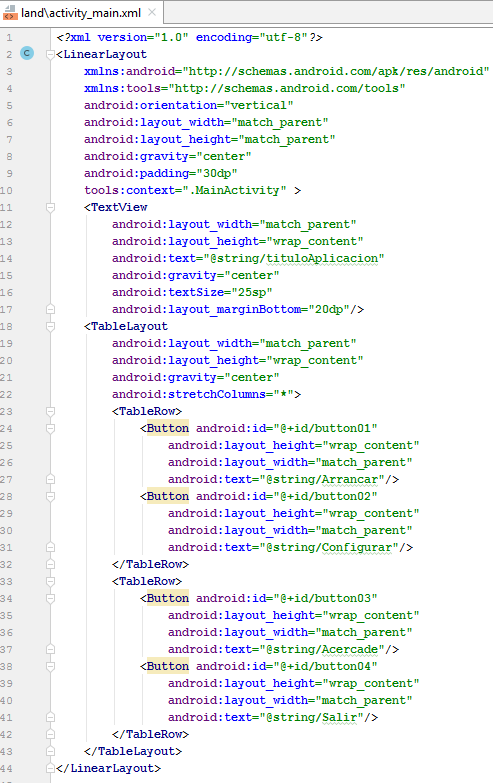 land\activity_main.xml
1 <?xml version="1.0" encoding="utf-8"?>
2 C <LinearLayout
3 xmlns:android="http://schemas.android.com/apk/res/android"
4 xmlns:tools="http://schemas.android.com/tools"
5 android:orientation="vertical"
6 android:layout_width="match_parent"
7 android:layout_height="match_parent"
8 android:gravity="center"
9 android:padding="30dp"
10 tools:context=".MainActivity" >
11 <TextView
12 android:layout_width="match_parent"
13 android:layout_height="wrap_content"
14 android:text="@string/tituloAplicacion"
15 android:gravity="center"
16 android:textSize="25sp"
17 android:layout_marginBottom="20dp"/>
18 <TableLayout
19 android:layout_width="match_parent"
20 android:layout_height="wrap_content"
21 android:gravity="center"
22 android:stretchColumns="*">
23 <TableRow>
24 <Button android:id="@+id/button01"
25 android:layout_height="wrap_content"
26 android:layout_width="match_parent"
27 android:text="@string/Arrancar"/>
28 <Button android:id="@+id/button02"
29 android:layout_height="wrap_content"
30 android:layout_width="match_parent"
31 android:text="@string/Configurar"/>
32 </TableRow>
33 <TableRow>
34 <Button android:id="@+id/button03"
35 android:layout_height="wrap_content"
36 android:layout_width="match_parent"
37 android:text="@string/Acercade"/>
38 <Button android:id="@+id/button04"
39 android:layout_height="wrap_content"
40 android:layout_width="match_parent"
41 android:text="@string/Salir"/>
42 </TableRow>
43 </TableLayout>
44 </LinearLayout>